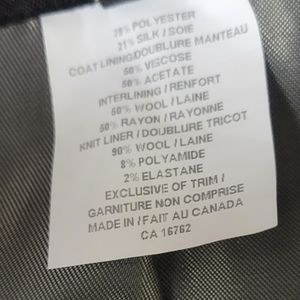 79% POLYESTER
21% SILK / SOIE
COAT LINING/DOUBLURE MANTEAU
50% VISCOSE
50% ACETATE
INTERLINING / RENFORT
50% WOOL / LAINE
50% RAYON / RAYONNE
KNIT LINER / DOUBLURE TRICOT
90% WOOL / LAINE
8% POLYAMIDE
2% ELASTANE
EXCLUSIVE OF TRIM /
GARNITURE NON COMPRISE
MADE IN / FAIT AU CANADA
CA 16762